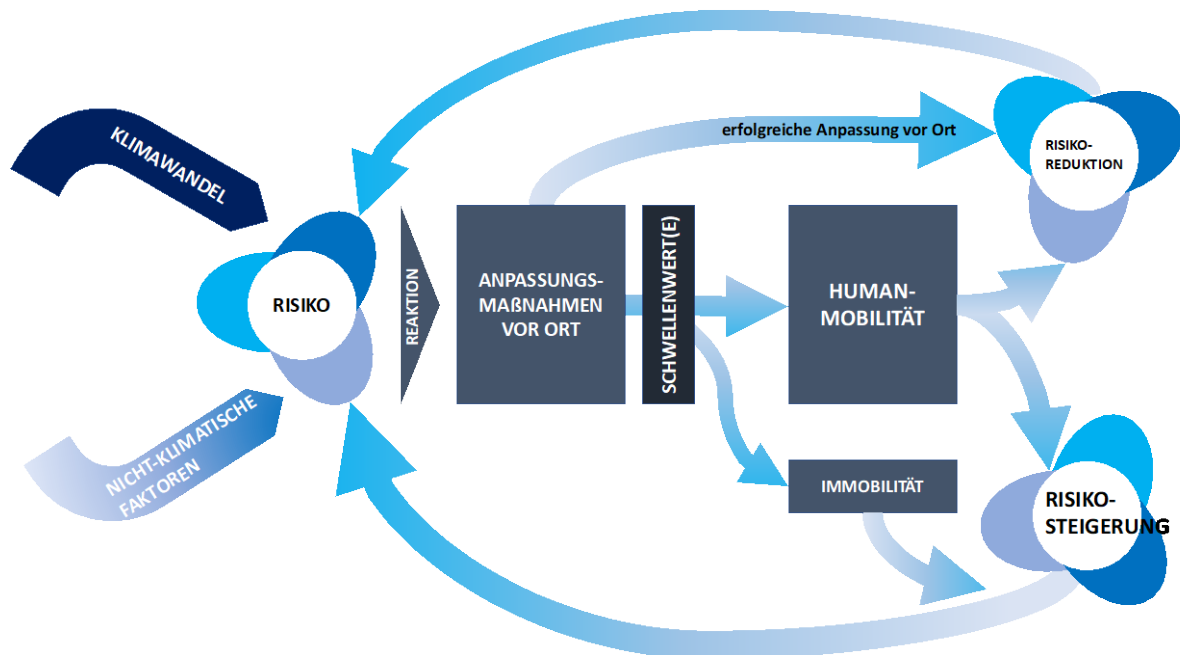 KLIMAWANDEL
NICHT-KLIMATISCHE
FAKTOREN
RISIKO
REAKTION
ANPASSUNGS-
MAßNAHMEN
VOR ORT
erfolgreiche Anpassung vor Ort
SCHWELLENWERT(E)
HUMAN-
MOBILITÄT
IMMOBILITÄT
RISIKO-
REDUKTION
RISIKO-
STEIGERUNG